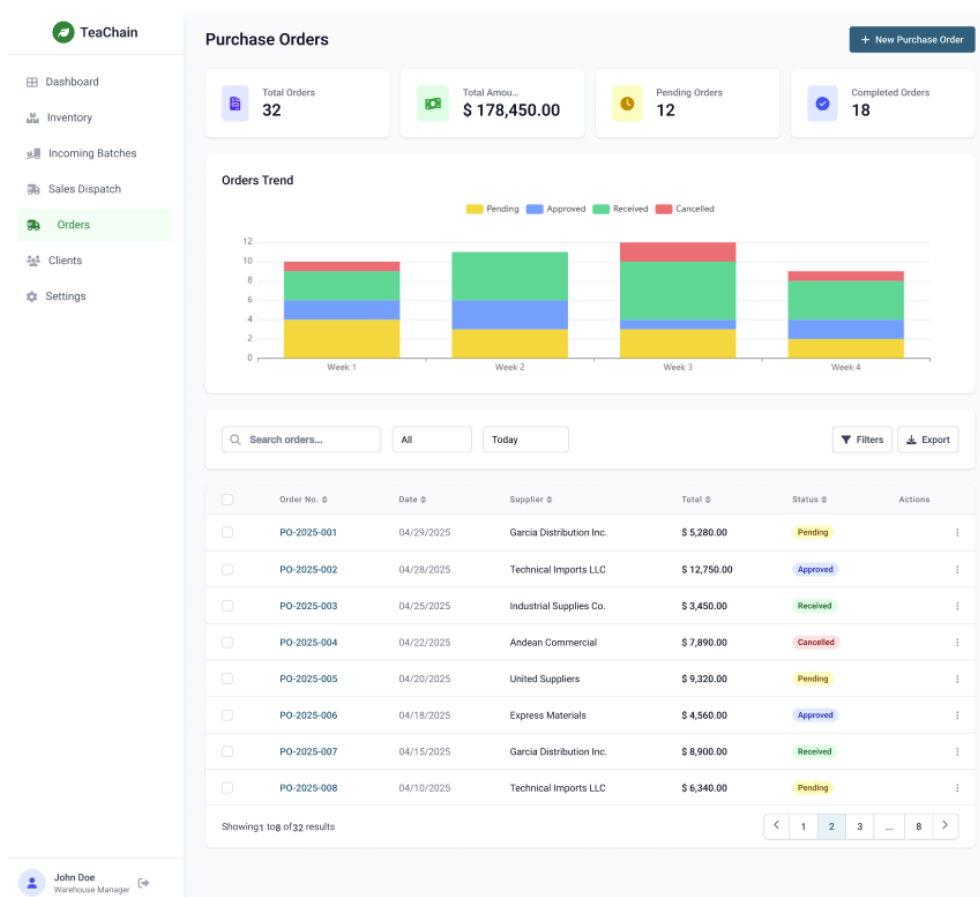 TeaChain
Dashboard
Inventory
Incoming Batches
Sales Dispatch
Orders
Clients
Settings
John Doe
Warehouse Manager
Purchase Orders
+ New Purchase Order
Total Orders
32
Total Amou...
$ 178,450.00
Pending Orders
12
Completed Orders
18
Orders Trend
Pending Approved Received Cancelled
12
10
8
6
4
2
0
Week 1 Week 2 Week 3 Week 4
Search orders... All Today Filters Export
Order No. Date Supplier Total Status Actions
PO-2025-001 04/29/2025 Garcia Distribution Inc. $ 5,280.00 Pending
PO-2025-002 04/28/2025 Technical Imports LLC $ 12,750.00 Approved
PO-2025-003 04/25/2025 Industrial Supplies Co. $ 3,450.00 Received
PO-2025-004 04/22/2025 Andean Commercial $ 7,890.00 Cancelled
PO-2025-005 04/20/2025 United Suppliers $ 9,320.00 Pending
PO-2025-006 04/18/2025 Express Materials $ 4,560.00 Approved
PO-2025-007 04/15/2025 Garcia Distribution Inc. $ 8,900.00 Received
PO-2025-008 04/10/2025 Technical Imports LLC $ 6,340.00 Pending
Showing1 to8 of32 results
1 2 3 ... 8